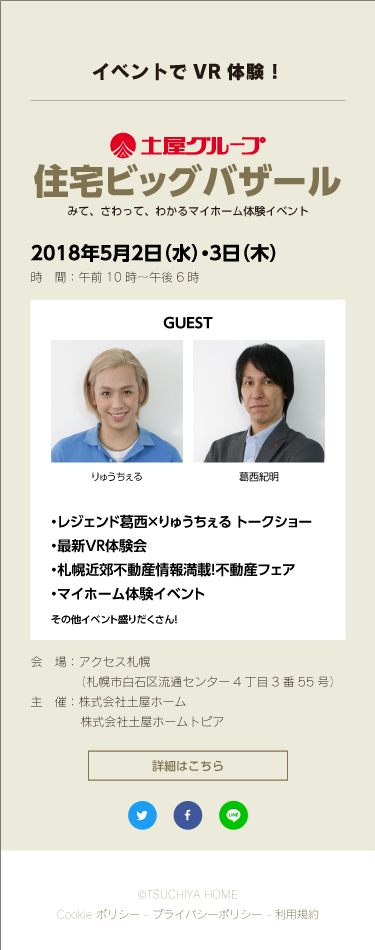 イベントで VR 体験！
土屋グループ
住宅ビッグバザール
みて、さわって、わかるマイホーム体験イベント
2018年5月2日（水）・3日（木）
時　間：午前 10 時～午後 6 時
GUEST
りゅうちぇる
葛西紀明
・レジェンド葛西×りゅうちぇる トークショー
・最新VR体験会
・札幌近郊不動産情報満載!不動産フェア
・マイホーム体験イベント
その他イベント盛りだくさん!
会　場：アクセス札幌
（札幌市白石区流通センター 4 丁目 3 番 55 号）
主　催：株式会社土屋ホーム
株式会社土屋ホームトピア
詳細はこちら
LINE
©TSUCHIYA HOME
Cookie ポリシー - プライバシーポリシー - 利用規約